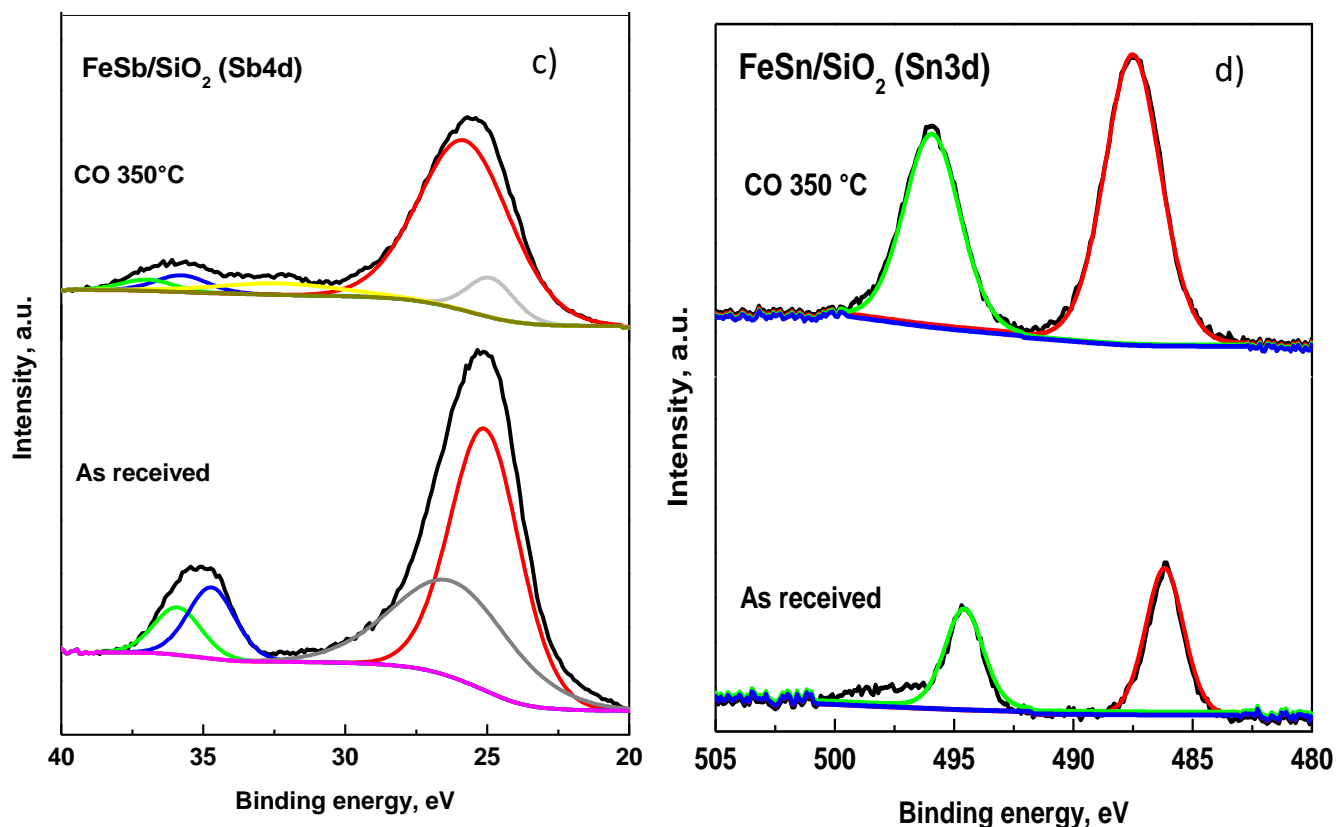 FeSb/SiO2 (Sb4d)
c)
CO 350°C
As received
Intensity, a.u.
40 35 30 25 20
Binding energy, eV
FeSn/SiO2 (Sn3d)
d)
CO 350 °C
As received
Intensity, a.u.
505 500 495 490 485 480
Binding energy, eV